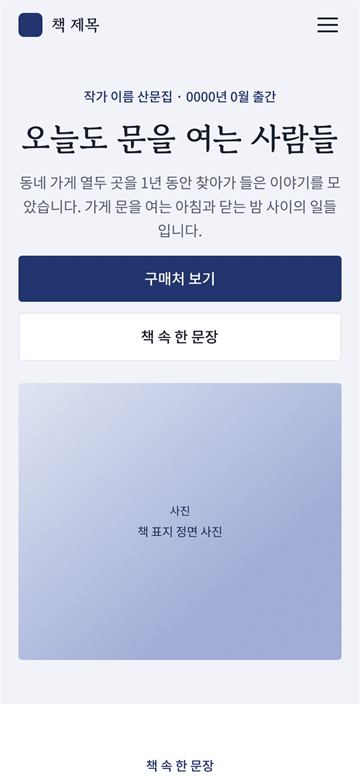 책 제목
작가 이름 산문집 · 0000년 0월 출간
오늘도 문을 여는 사람들
동네 가게 열두 곳을 1년 동안 찾아가 들은 이야기를 모
았습니다. 가게 문을 여는 아침과 닫는 밤 사이의 일들
입니다.
구매처 보기
책 속 한 문장
사진
책 표지 정면 사진
책 속 한 문장